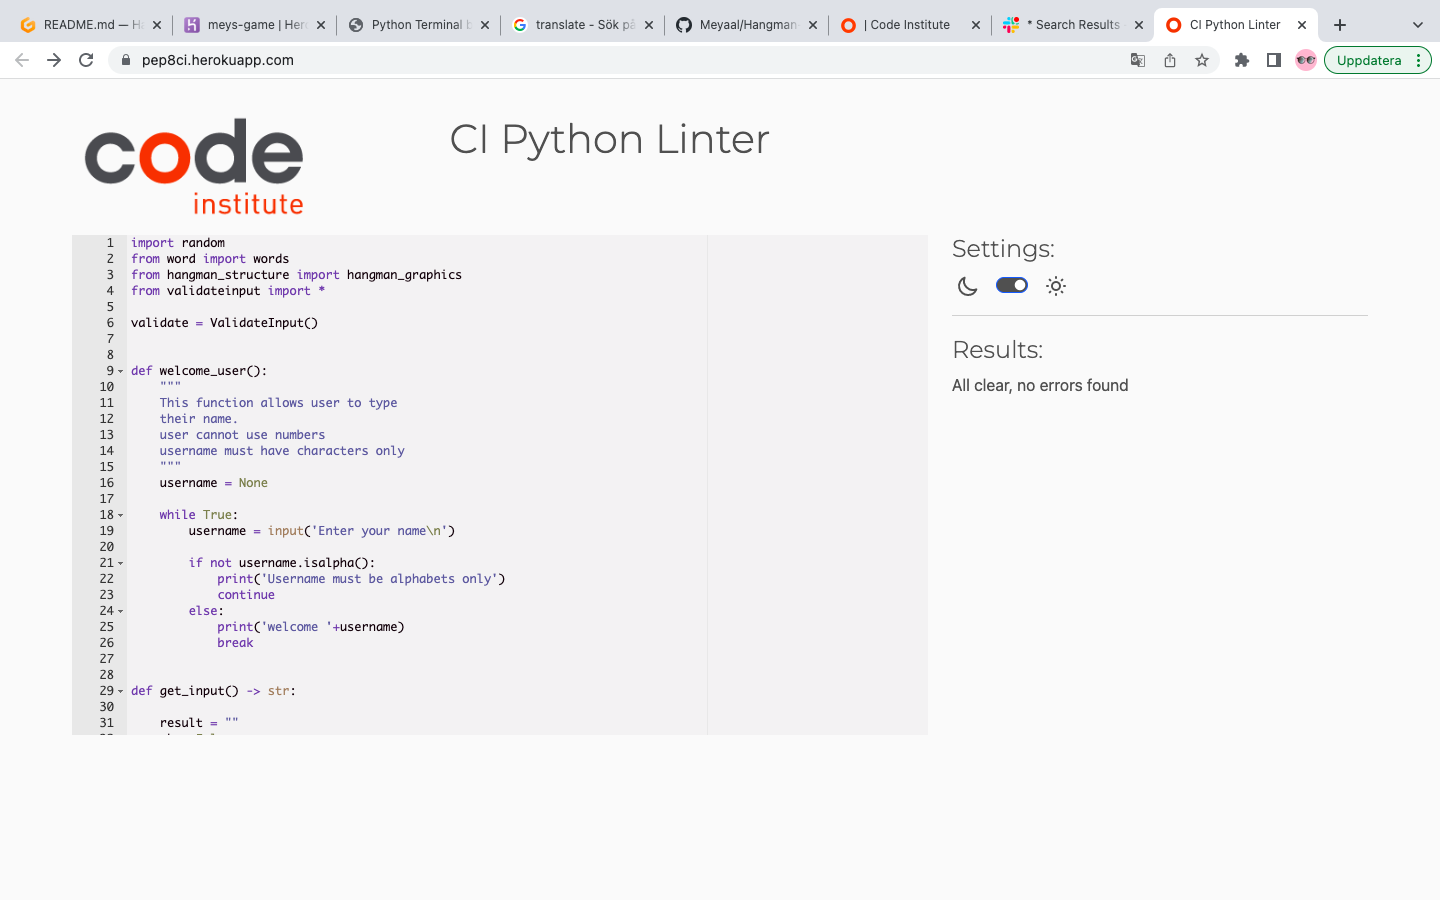 README.md — Ha
meys-game | Her
Python Terminal b
translate - Sök på
Meyaal/Hangman
| Code Institute
* Search Results
CI Python Linter
pep8ci.herokuapp.com
Uppdatera
code
institute
CI Python Linter
1 import random
2 from word import words
3 from hangman_structure import hangman_graphics
4 from validateinput import *
5
6 validate = ValidateInput()
7
8
9 def welcome_user():
10 """
11 This function allows user to type
12 their name.
13 user cannot use numbers
14 username must have characters only
15 """
16 username = None
17
18 while True:
19 username = input('Enter your name\n')
20
21 if not username.isalpha():
22 print('Username must be alphabets only')
23 continue
24 else:
25 print('welcome '+username)
26 break
27
28
29 def get_input() -> str:
30
31 result = ""
Settings:
Results:
All clear, no errors found